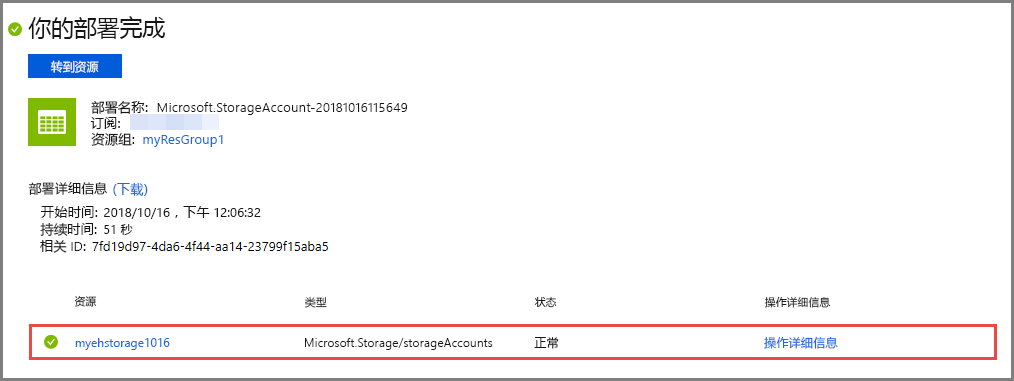 你的部署完成
转到资源
部署名称: Microsoft.StorageAccount-20181016115649
订阅:
资源组: myResGroup1
部署详细信息 (下载)
开始时间: 2018/10/16，下午 12:06:32
持续时间: 51 秒
相关 ID: 7fd19d97-4da6-4f44-aa14-23799f15aba5
资源 类型 状态 操作详细信息
myehstorage1016 Microsoft.Storage/storageAccounts 正常 操作详细信息